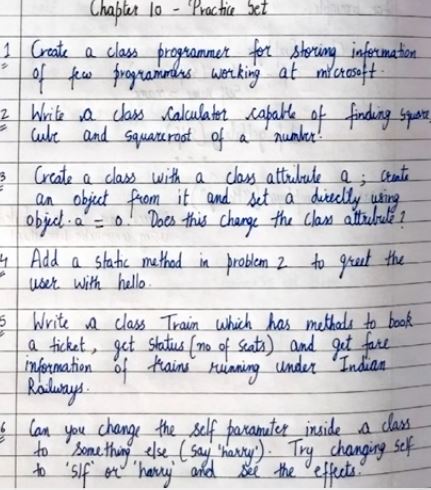 Chapter 10 - Practice Set
1 Create a class programmer for storing information
of few programmers working at microsoft.
2 Write a class Calculator capable of finding square,
cube and squareroot of a number.
3 Create a class with a class attribute a; create
an object from it and set a directly using
object.a = 0. Does this change the class attribute?
4 Add a static method in problem 2 to greet the
user with hello.
5 Write a class Train which has methods to book
a ticket, get status (no of seats) and get fare
information of trains running under Indian
Railways.
6 Can you change the self parameter inside a class
to something else (say 'harry'). Try changing self
to 'slf' or 'harry' and see the effects.